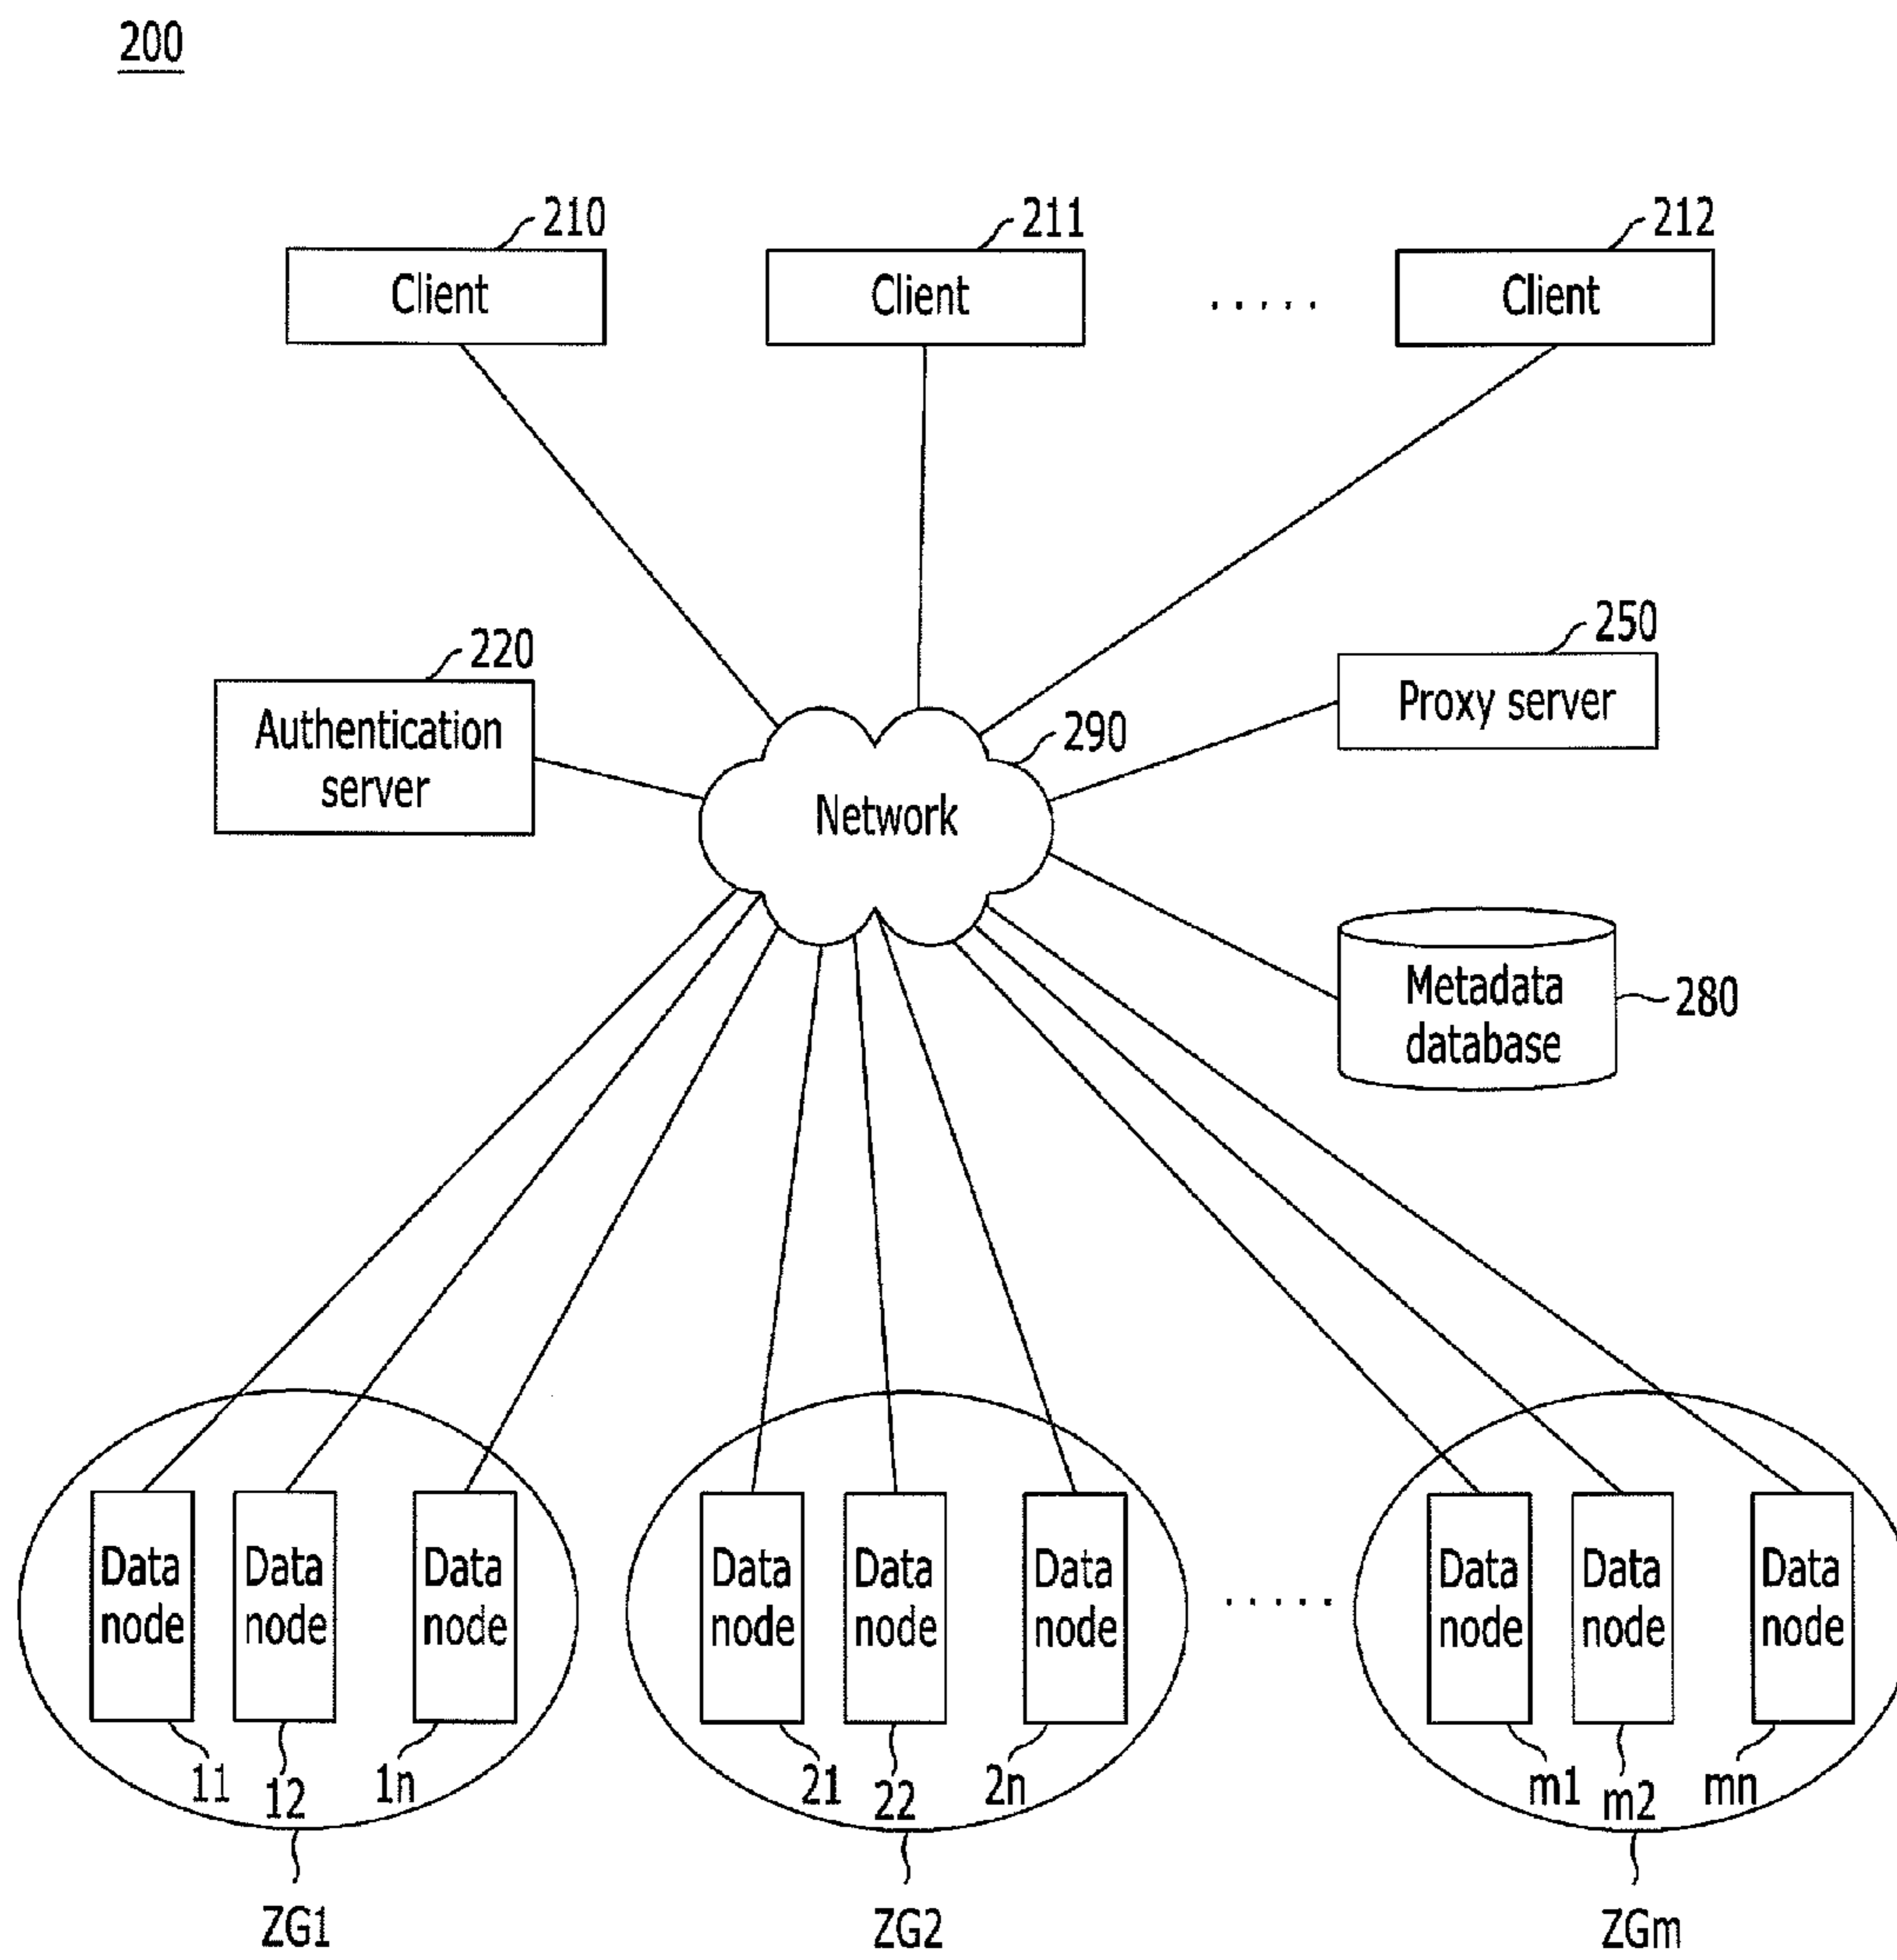 200
210
211
212
Client
Client
.....
Client
220
250
Authentication
server
Proxy server
290
Network
Metadata
database
280
Data
node
Data
node
Data
node
Data
node
Data
node
Data
node
.....
Data
node
Data
node
Data
node
11
12
1n
21
22
2n
m1
m2
mn
ZG1
ZG2
ZGm